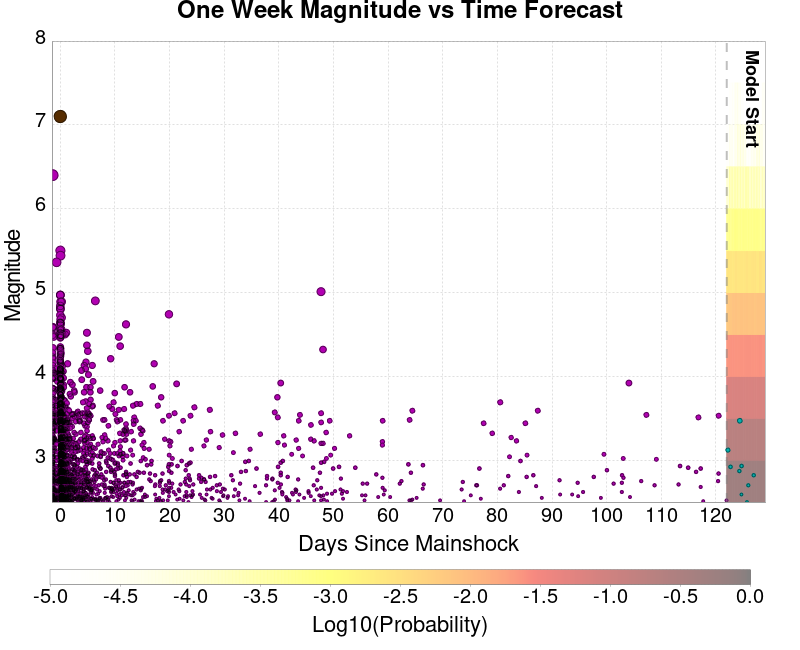 One Week Magnitude vs Time Forecast
8
7
6
5
4
3
Magnitude
Model Start
0 10 20 30 40 50 60 70 80 90 100 110 120
Days Since Mainshock
-5.0 -4.5 -4.0 -3.5 -3.0 -2.5 -2.0 -1.5 -1.0 -0.5 0.0
Log10(Probability)